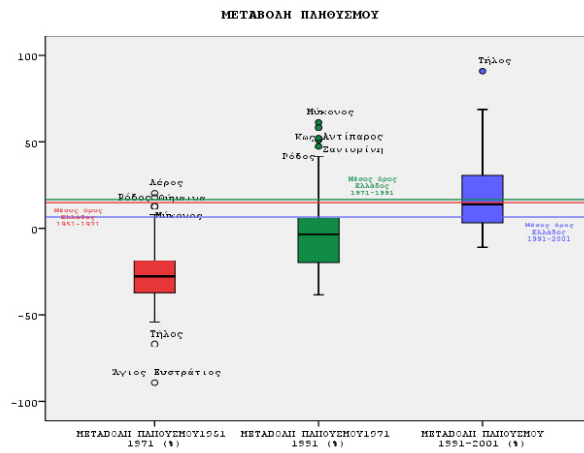 ΜΕΤΑΒΟΛΗ ΠΛΗΘΥΣΜΟΥ
100
50
0
-50
-100
Τήλος
Μύκονος
Κως Αντίπαρος
Σαντορίνη
Ρόδος
Λέρος
Ρόδος Θύμαινα
Μύκονος
Τήλος
Άγιος Ευστράτιος
Μέσος όρος
Ελλάδος
1951-1971
Μέσος όρος
Ελλάδος
1971-1991
Μέσος όρος
Ελλάδος
1991-2001
ΜΕΤΑΒΟΛΗ ΠΛΗΘΥΣΜΟΥ1951
1971 (%)
ΜΕΤΑΒΟΛΗ ΠΛΗΘΥΣΜΟΥ1971
1991 (%)
ΜΕΤΑΒΟΛΗ ΠΛΗΘΥΣΜΟΥ
1991-2001 (%)